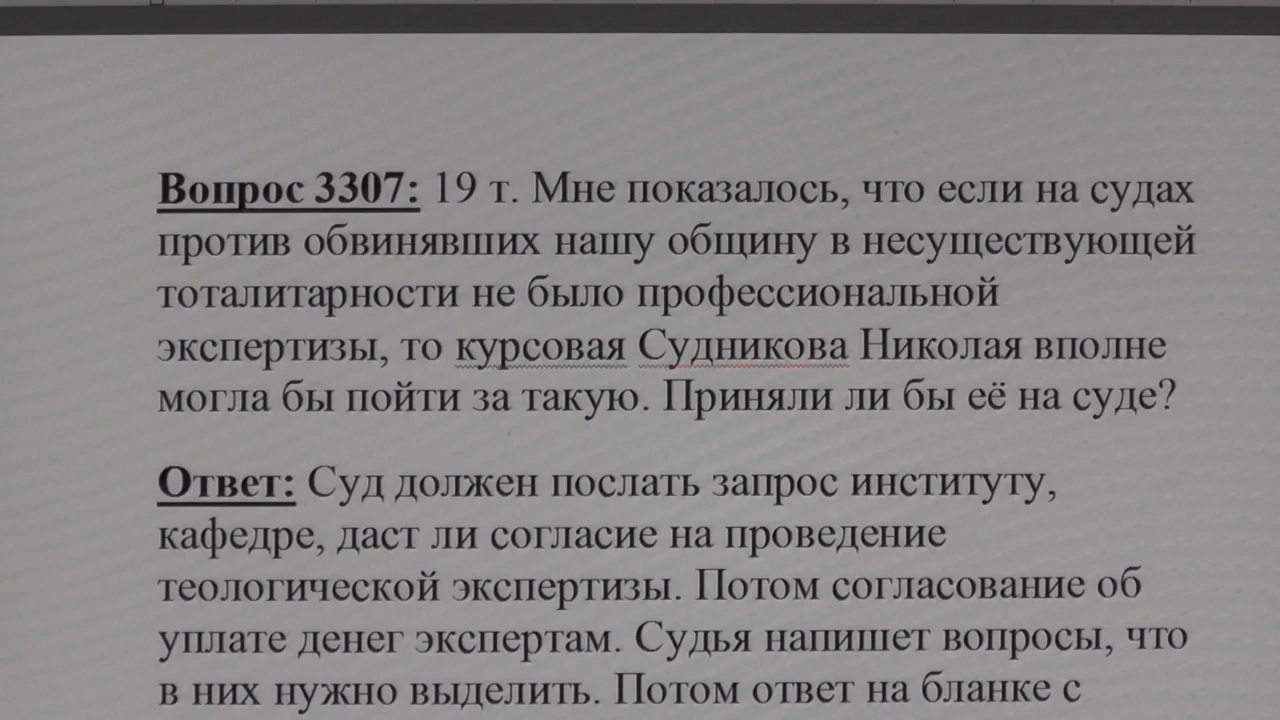 Вопрос 3307: 19 т. Мне показалось, что если на судах
против обвинявших нашу общину в несуществующей
тоталитарности не было профессиональной
экспертизы, то курсовая Судникова Николая вполне
могла бы пойти за такую. Приняли ли бы её на суде?
Ответ: Суд должен послать запрос институту,
кафедре, даст ли согласие на проведение
теологической экспертизы. Потом согласование об
уплате денег экспертам. Судья напишет вопросы, что
в них нужно выделить. Потом ответ на бланке с